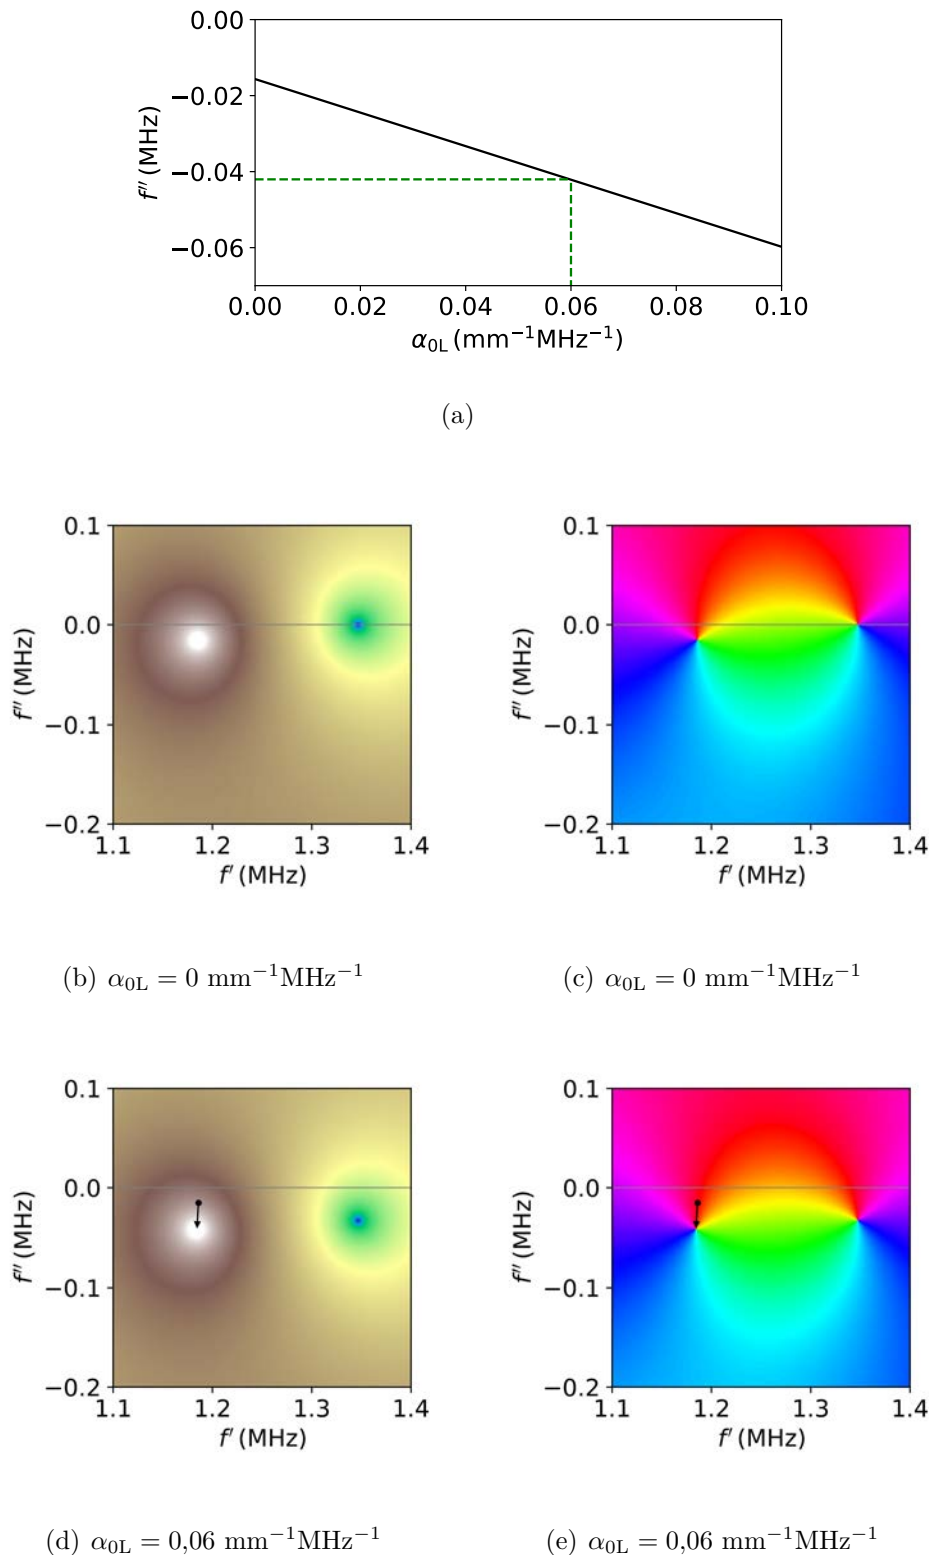 0.00
−0.02
−0.04
−0.06
f″ (MHz)
0.00 0.02 0.04 0.06 0.08 0.10
α₀L (mm⁻¹MHz⁻¹)
(a)
0.1
0.0
−0.1
−0.2
f″ (MHz)
1.1 1.2 1.3 1.4
f′ (MHz)
0.1
0.0
−0.1
−0.2
f″ (MHz)
1.1 1.2 1.3 1.4
f′ (MHz)
(b) α₀L = 0 mm⁻¹MHz⁻¹
(c) α₀L = 0 mm⁻¹MHz⁻¹
0.1
0.0
−0.1
−0.2
f″ (MHz)
1.1 1.2 1.3 1.4
f′ (MHz)
0.1
0.0
−0.1
−0.2
f″ (MHz)
1.1 1.2 1.3 1.4
f′ (MHz)
(d) α₀L = 0,06 mm⁻¹MHz⁻¹
(e) α₀L = 0,06 mm⁻¹MHz⁻¹